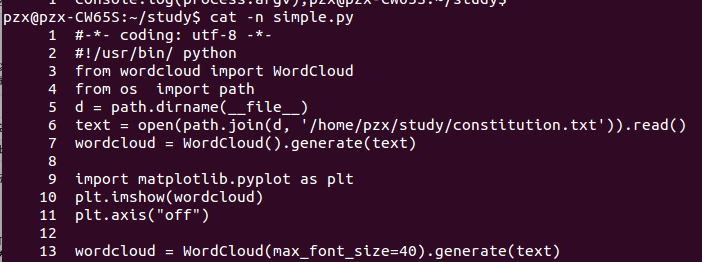 console.log(process.argv);pzx@pzx-CW65S:~/study$
pzx@pzx-CW65S:~/study$ cat -n simple.py
1 #-*- coding: utf-8 -*-
2 #!/usr/bin/ python
3 from wordcloud import WordCloud
4 from os  import path
5 d = path.dirname(__file__)
6 text = open(path.join(d, '/home/pzx/study/constitution.txt')).read()
7 wordcloud = WordCloud().generate(text)
8
9 import matplotlib.pyplot as plt
10 plt.imshow(wordcloud)
11 plt.axis("off")
12
13 wordcloud = WordCloud(max_font_size=40).generate(text)